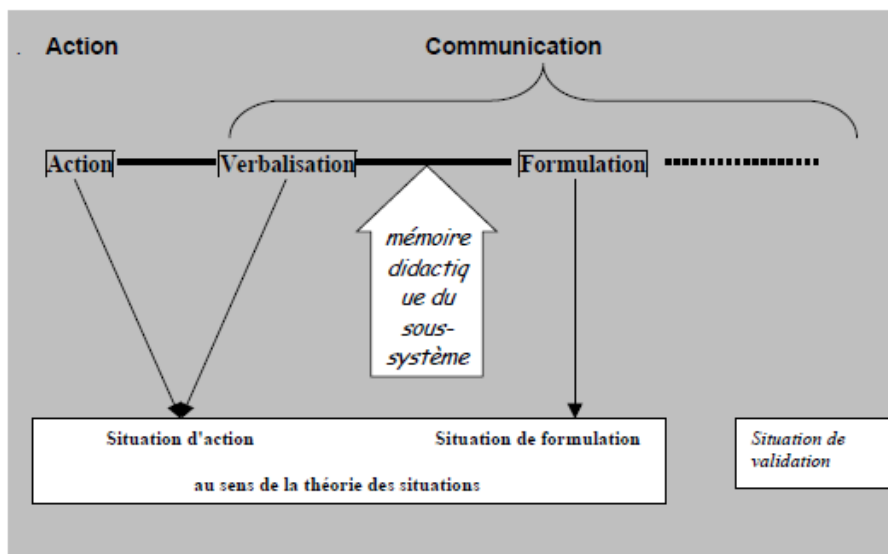 . Action Communication
Action Verbalisation Formulation
mémoire
didactiq
ue du
sous-
système
Situation d'action Situation de formulation
au sens de la théorie des situations
Situation de
validation